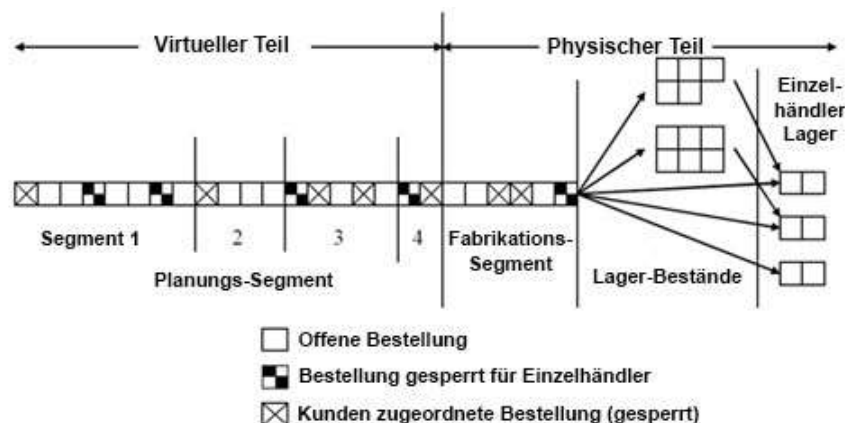 Virtueller Teil
Physischer Teil
Einzel-
händler
Lager
Segment 1
2
3
4
Fabrikations-
Segment
Planungs-Segment
Lager-Bestände
Offene Bestellung
Bestellung gesperrt für Einzelhändler
Kunden zugeordnete Bestellung (gesperrt)